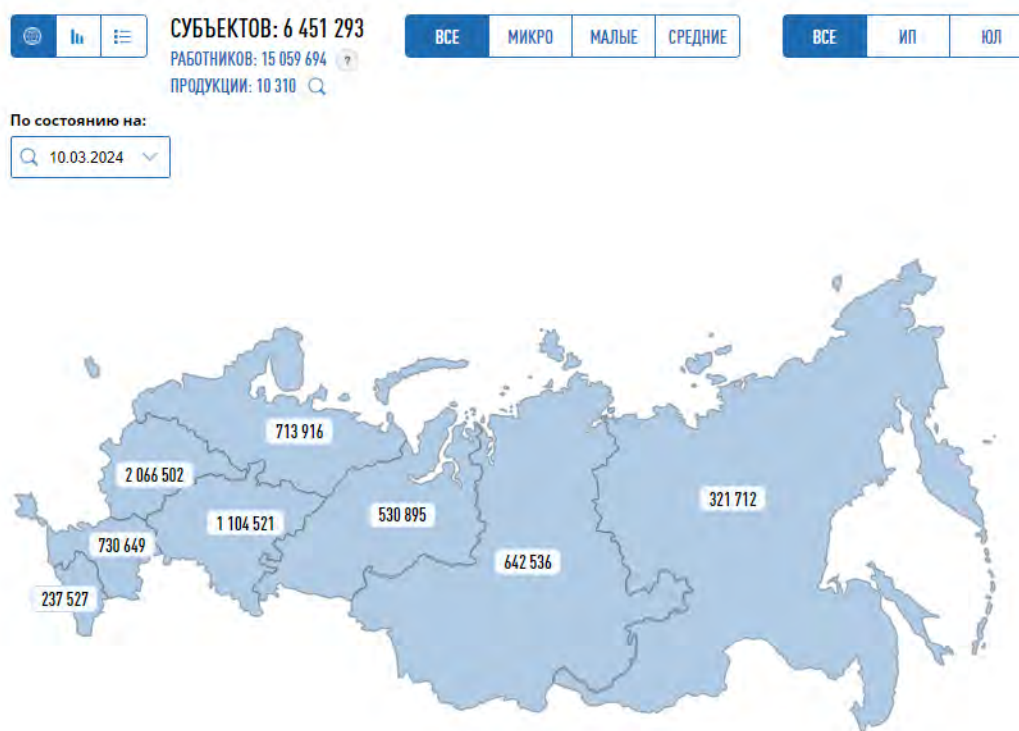 СУБЪЕКТОВ: 6 451 293
РАБОТНИКОВ: 15 059 694 ?
ПРОДУКЦИИ: 10 310
ВСЕ МИКРО МАЛЫЕ СРЕДНИЕ
ВСЕ ИП ЮЛ
По состоянию на:
10.03.2024
713 916
2 066 502
321 712
530 895
1 104 521
730 649
642 536
237 527